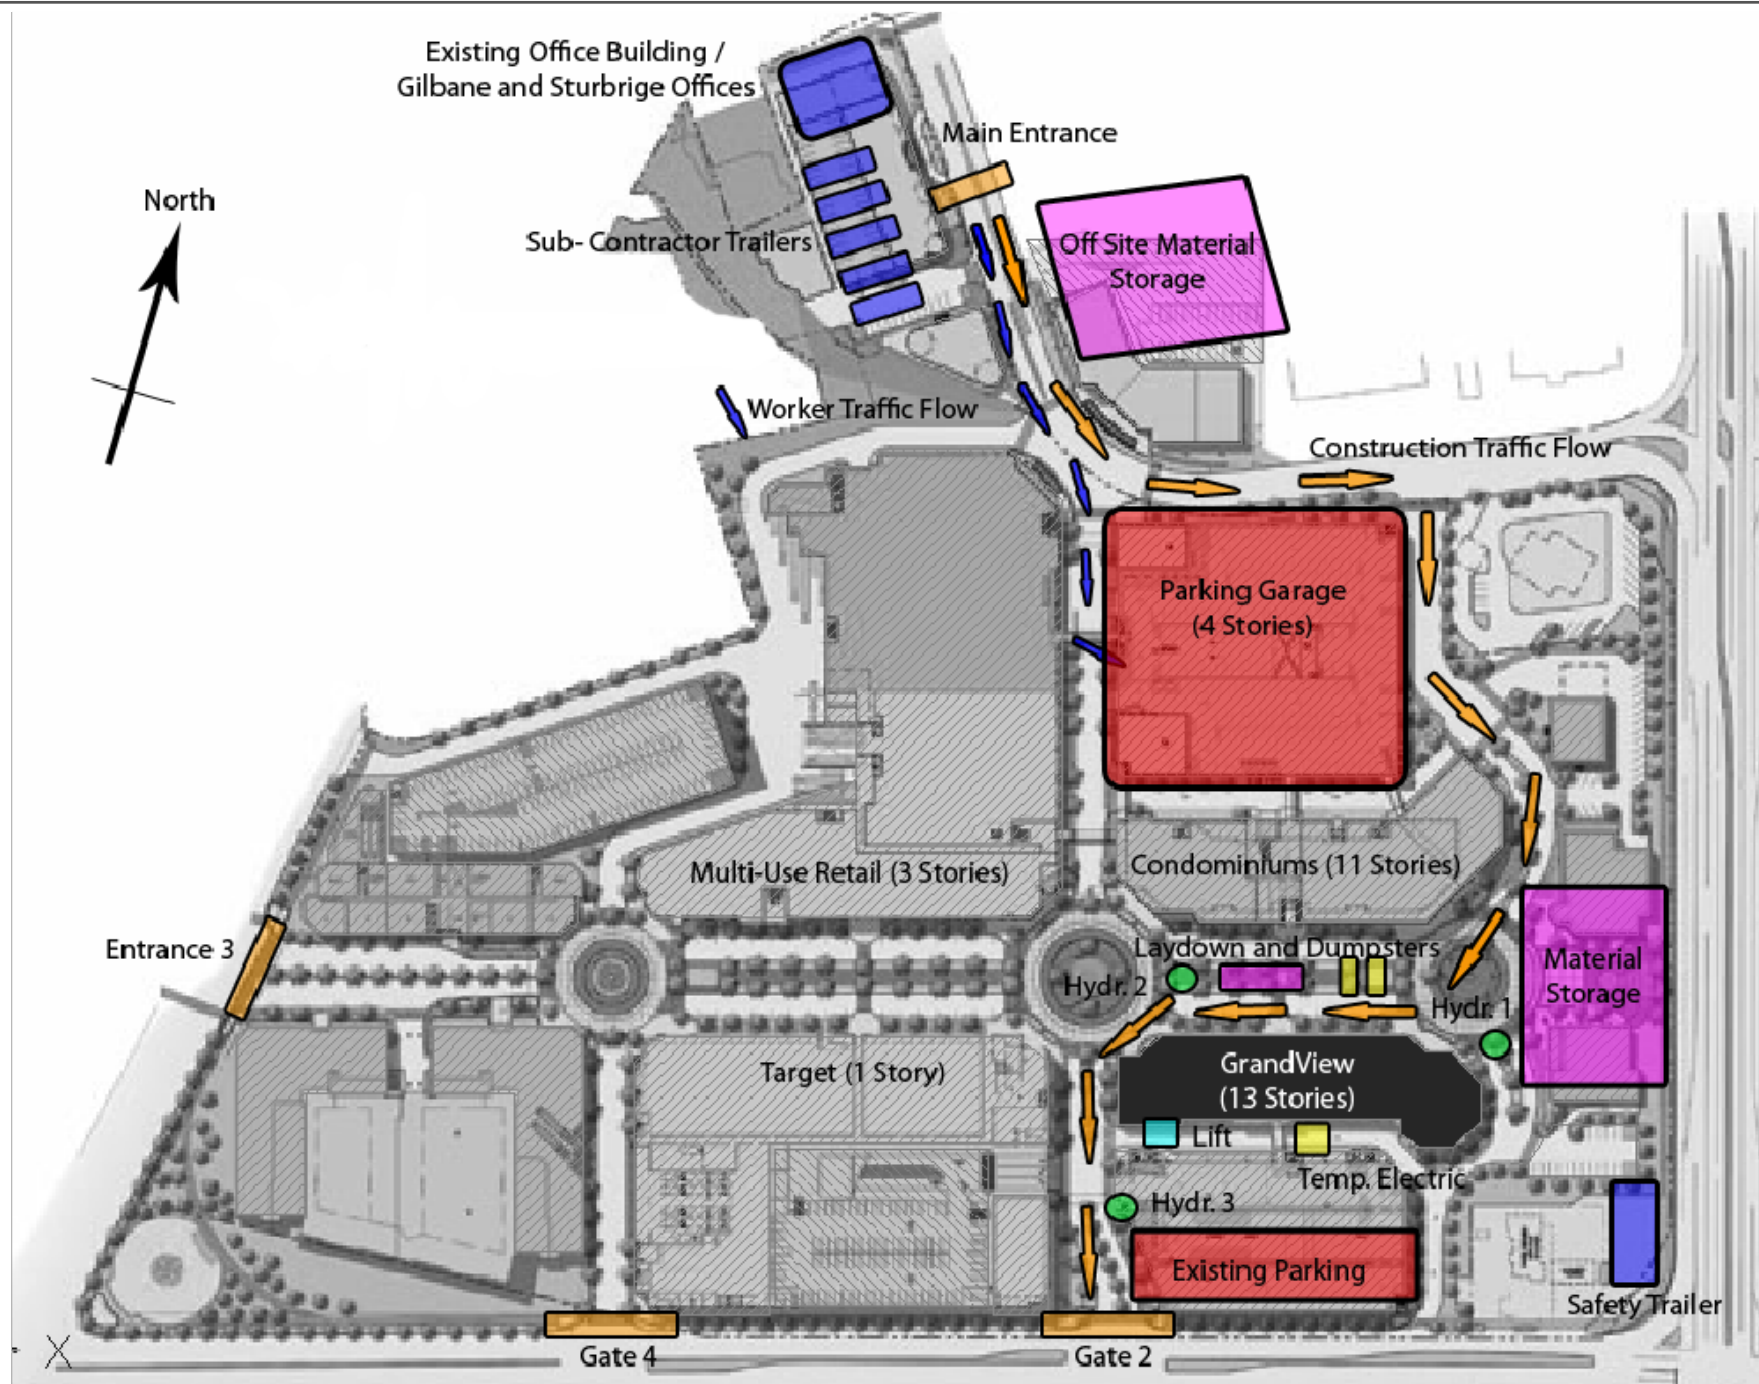 Existing Office Building /
Gilbane and Sturbrige Offices
Main Entrance
North
Sub- Contractor Trailers
Off Site Material
Storage
Worker Traffic Flow
Construction Traffic Flow
Parking Garage
(4 Stories)
Multi-Use Retail (3 Stories)
Condominiums (11 Stories)
Entrance 3
Laydown and Dumpsters
Hydr. 2
Hydr. 1
Material
Storage
Target (1 Story)
GrandView
(13 Stories)
Lift
Temp. Electric
Hydr. 3
Existing Parking
Safety Trailer
Gate 4
Gate 2